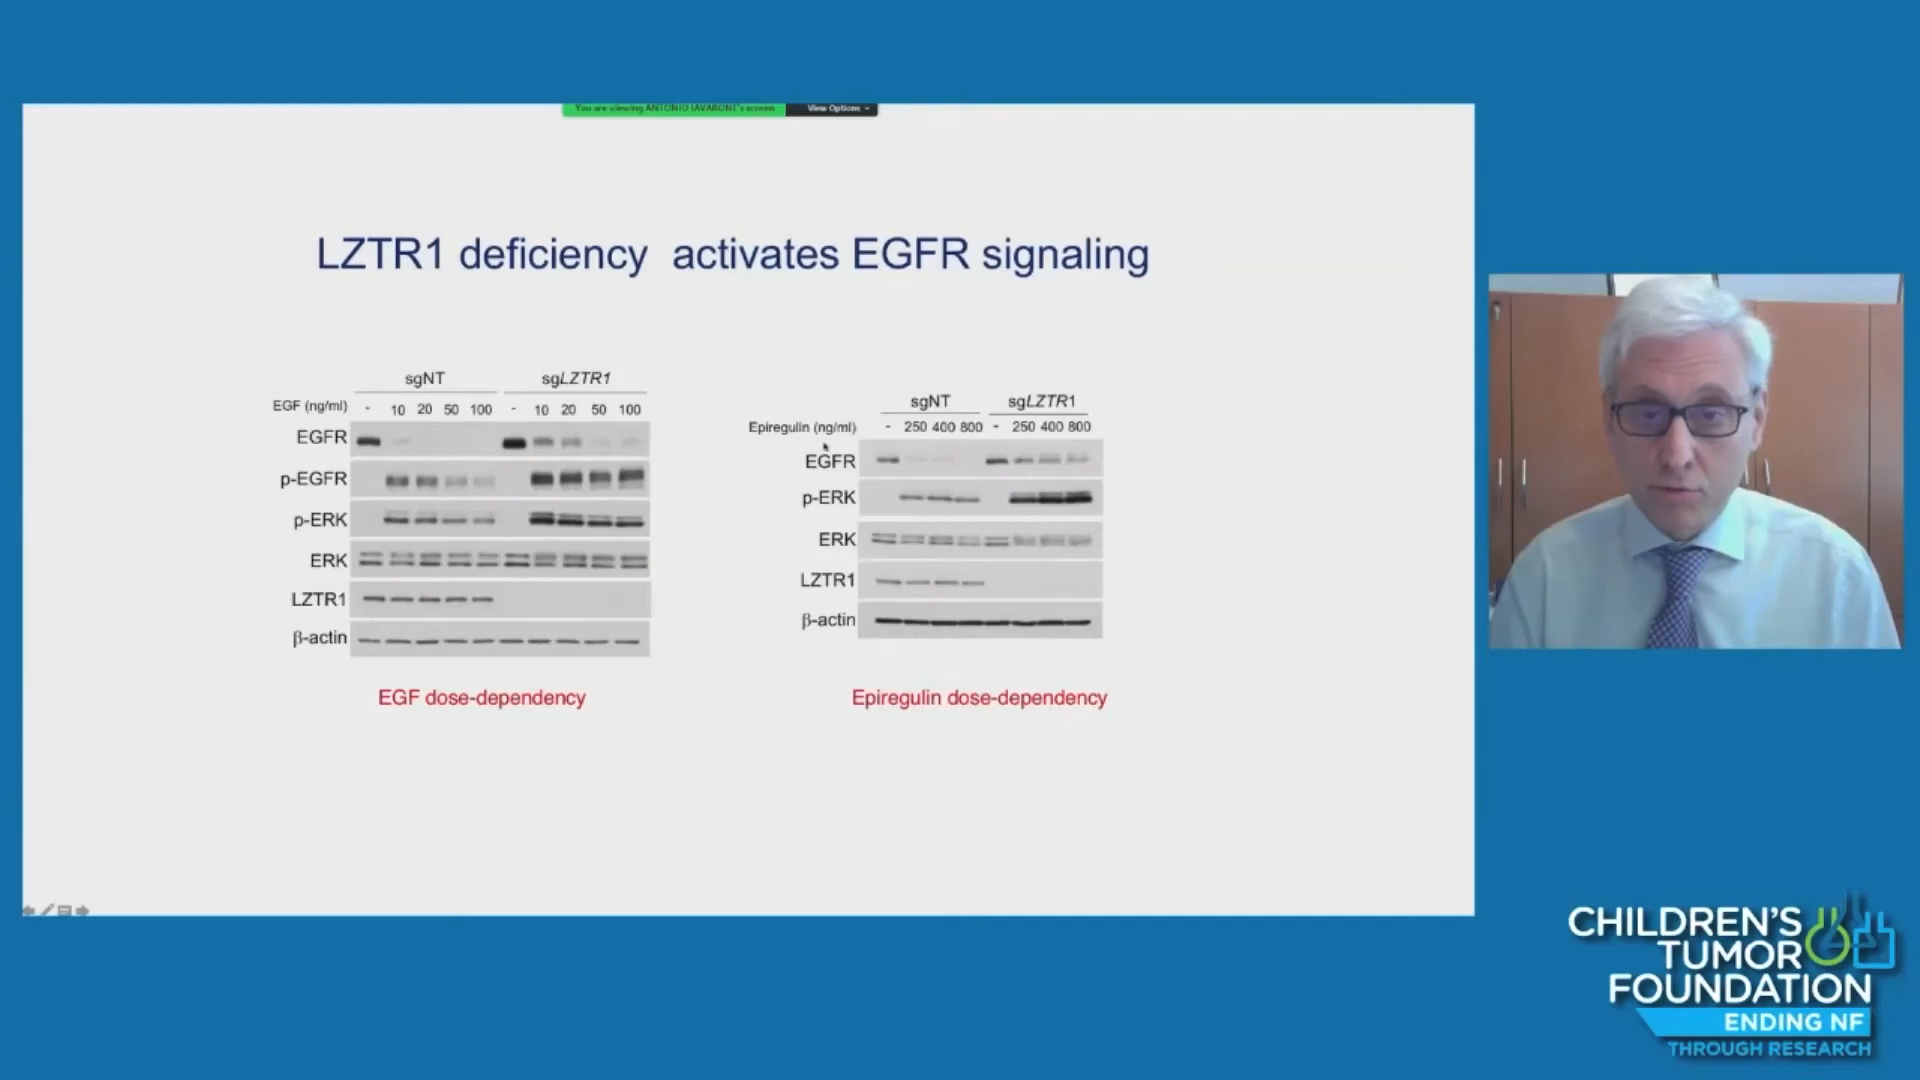 You are viewing ANTONIO IAVARONE's screen View Options
LZTR1 deficiency activates EGFR signaling
sgNT sgLZTR1
EGF (ng/ml) - 10 20 50 100 - 10 20 50 100
EGFR
p-EGFR
p-ERK
ERK
LZTR1
β-actin
EGF dose-dependency
sgNT sgLZTR1
Epiregulin (ng/ml) - 250 400 800 - 250 400 800
EGFR
p-ERK
ERK
LZTR1
β-actin
Epiregulin dose-dependency
CHILDREN'S
TUMOR
FOUNDATION
ENDING NF
THROUGH RESEARCH